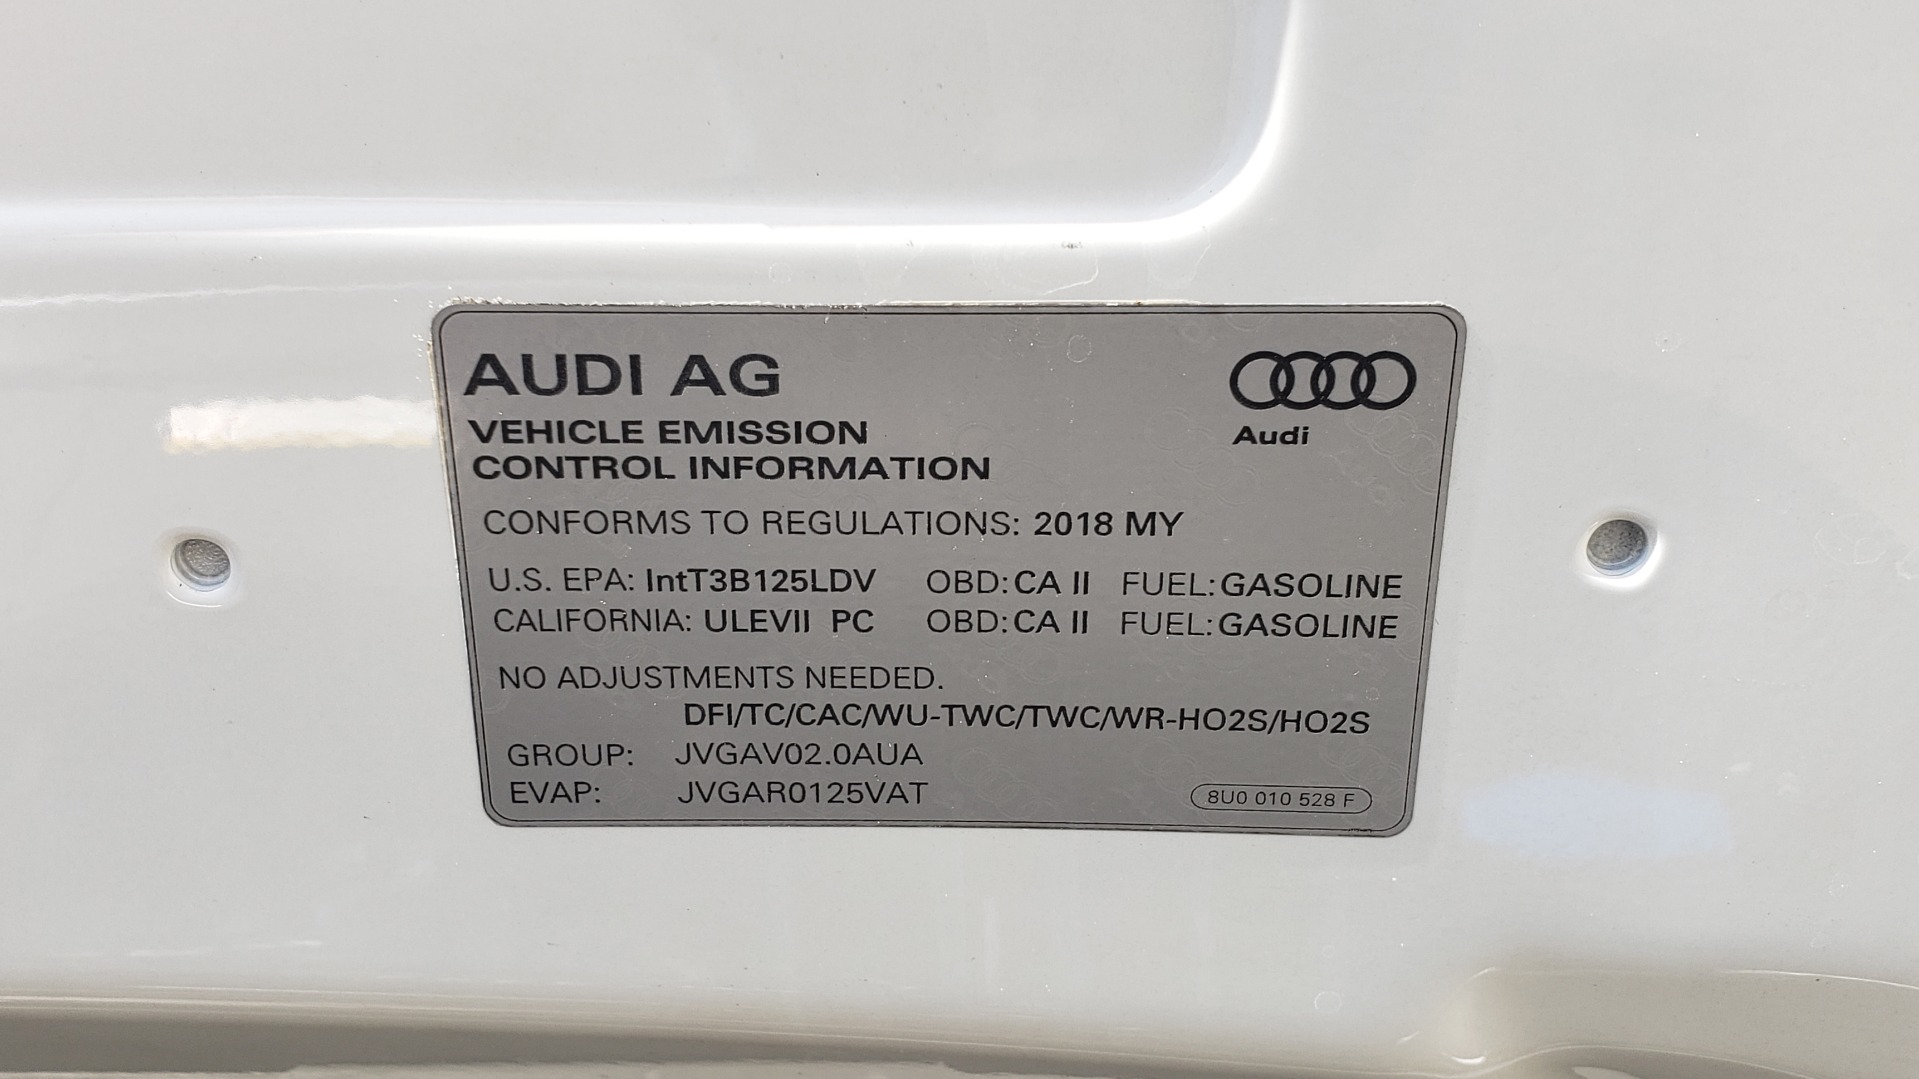 AUDI AG
Audi
VEHICLE EMISSION
CONTROL INFORMATION
CONFORMS TO REGULATIONS: 2018 MY
U.S. EPA: IntT3B125LDV OBD: CA II FUEL: GASOLINE
CALIFORNIA: ULEVII PC OBD: CA II FUEL: GASOLINE
NO ADJUSTMENTS NEEDED.
DFI/TC/CAC/WU-TWC/TWC/WR-HO2S/HO2S
GROUP: JVGAV02.0AUA
EVAP: JVGAR0125VAT
8U0 010 528 F